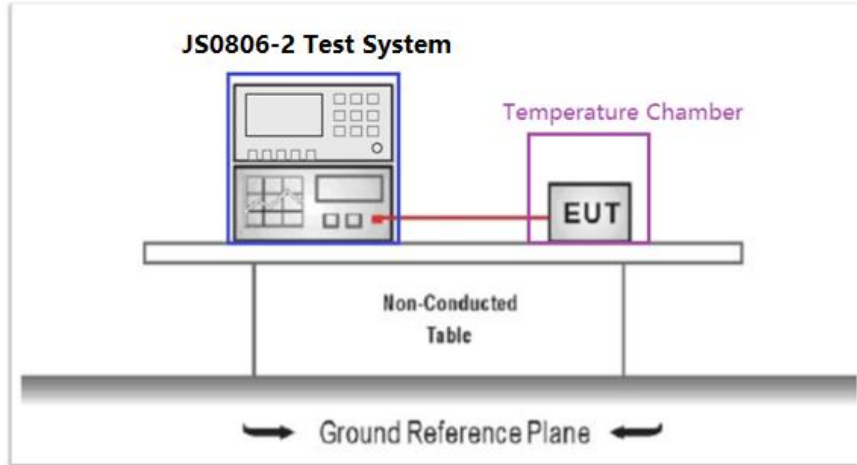 JS0806-2 Test System
Temperature Chamber
EUT
Non-Conducted
Table
Ground Reference Plane